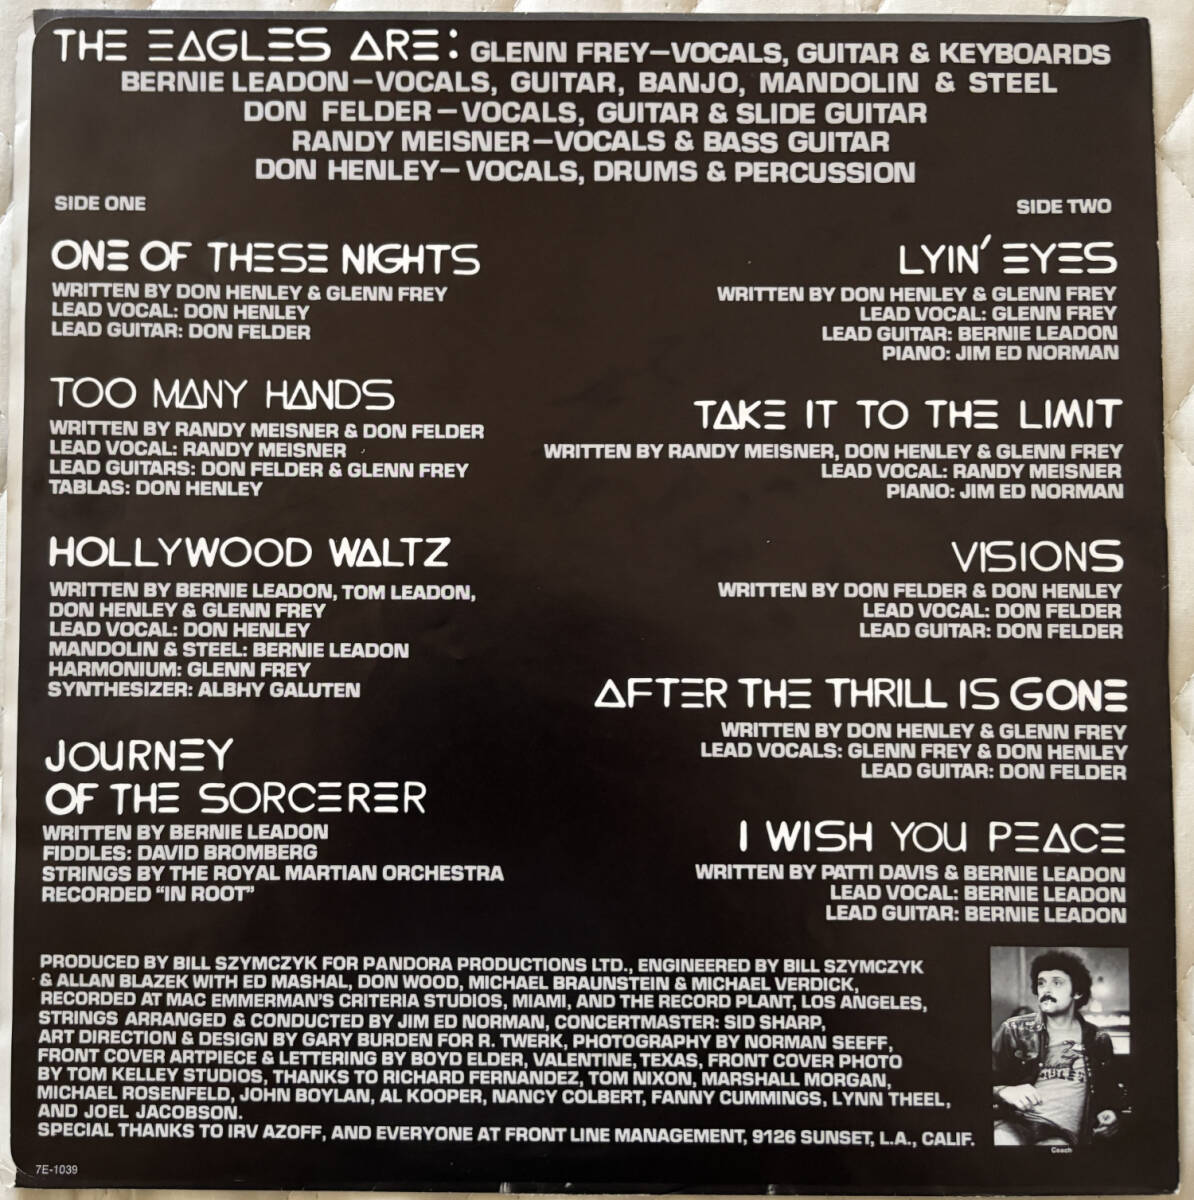 THE EAGLES ARE: GLENN FREY–VOCALS, GUITAR & KEYBOARDS
BERNIE LEADON–VOCALS, GUITAR, BANJO, MANDOLIN & STEEL
DON FELDER–VOCALS, GUITAR & SLIDE GUITAR
RANDY MEISNER–VOCALS & BASS GUITAR
DON HENLEY–VOCALS, DRUMS & PERCUSSION
SIDE ONE
ONE OF THESE NIGHTS
WRITTEN BY DON HENLEY & GLENN FREY
LEAD VOCAL: DON HENLEY
LEAD GUITAR: DON FELDER
TOO MANY HANDS
WRITTEN BY RANDY MEISNER & DON FELDER
LEAD VOCAL: RANDY MEISNER
LEAD GUITARS: DON FELDER & GLENN FREY
TABLAS: DON HENLEY
HOLLYWOOD WALTZ
WRITTEN BY BERNIE LEADON, TOM LEADON,
DON HENLEY & GLENN FREY
LEAD VOCAL: DON HENLEY
MANDOLIN & STEEL: BERNIE LEADON
HARMONIUM: GLENN FREY
SYNTHESIZER: ALBHY GALUTEN
JOURNEY
OF THE SORCERER
WRITTEN BY BERNIE LEADON
FIDDLES: DAVID BROMBERG
STRINGS BY THE ROYAL MARTIAN ORCHESTRA
RECORDED “IN ROOT”
SIDE TWO
LYIN' EYES
WRITTEN BY DON HENLEY & GLENN FREY
LEAD VOCAL: GLENN FREY
LEAD GUITAR: BERNIE LEADON
PIANO: JIM ED NORMAN
TAKE IT TO THE LIMIT
WRITTEN BY RANDY MEISNER, DON HENLEY & GLENN FREY
LEAD VOCAL: RANDY MEISNER
PIANO: JIM ED NORMAN
VISIONS
WRITTEN BY DON FELDER & DON HENLEY
LEAD VOCAL: DON FELDER
LEAD GUITAR: DON FELDER
AFTER THE THRILL IS GONE
WRITTEN BY DON HENLEY & GLENN FREY
LEAD VOCALS: GLENN FREY & DON HENLEY
LEAD GUITAR: DON FELDER
I WISH YOU PEACE
WRITTEN BY PATTI DAVIS & BERNIE LEADON
LEAD VOCAL: BERNIE LEADON
LEAD GUITAR: BERNIE LEADON
PRODUCED BY BILL SZYMCZYK FOR PANDORA PRODUCTIONS LTD., ENGINEERED BY BILL SZYMCZYK
& ALLAN BLAZEK WITH ED MASHAL, DON WOOD, MICHAEL BRAUNSTEIN & MICHAEL VERDICK,
RECORDED AT MAC EMMERMAN'S CRITERIA STUDIOS, MIAMI, AND THE RECORD PLANT, LOS ANGELES,
STRINGS ARRANGED & CONDUCTED BY JIM ED NORMAN, CONCERTMASTER: SID SHARP,
ART DIRECTION & DESIGN BY GARY BURDEN FOR R. TWERK, PHOTOGRAPHY BY NORMAN SEEFF,
FRONT COVER ARTPIECE & LETTERING BY BOYD ELDER, VALENTINE, TEXAS, FRONT COVER PHOTO
BY TOM KELLEY STUDIOS, THANKS TO RICHARD FERNANDEZ, TOM NIXON, MARSHALL MORGAN,
MICHAEL ROSENFELD, JOHN BOYLAN, AL KOOPER, NANCY COLBERT, FANNY CUMMINGS, LYNN THEEL,
AND JOEL JACOBSON.
SPECIAL THANKS TO IRV AZOFF, AND EVERYONE AT FRONT LINE MANAGEMENT, 9126 SUNSET, L.A., CALIF.
Coach
7E-1039